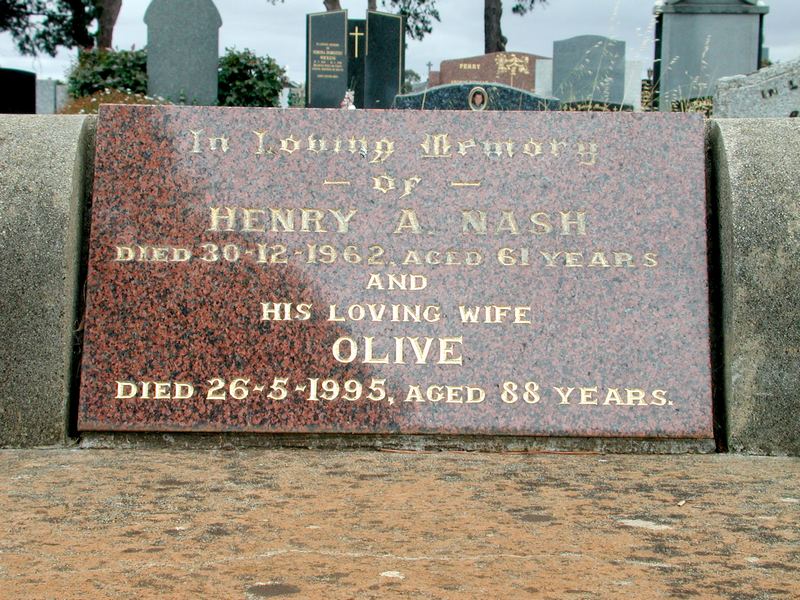 In Loving Memory
— of —
HENRY A. NASH
DIED 30-12-1962, AGED 61 YEARS
AND
HIS LOVING WIFE
OLIVE
DIED 26-5-1995, AGED 88 YEARS.
PERRY